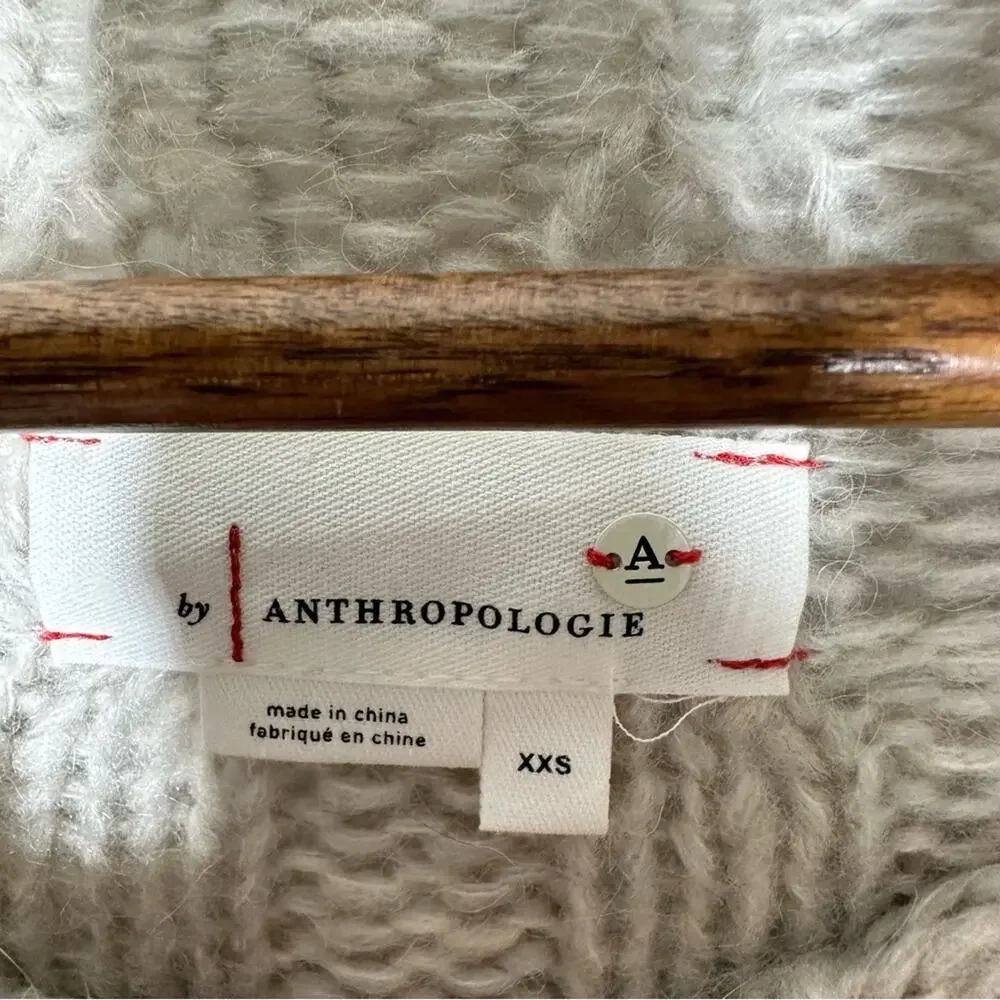 A
by ANTHROPOLOGIE
made in china
fabriqué en chine
XXS